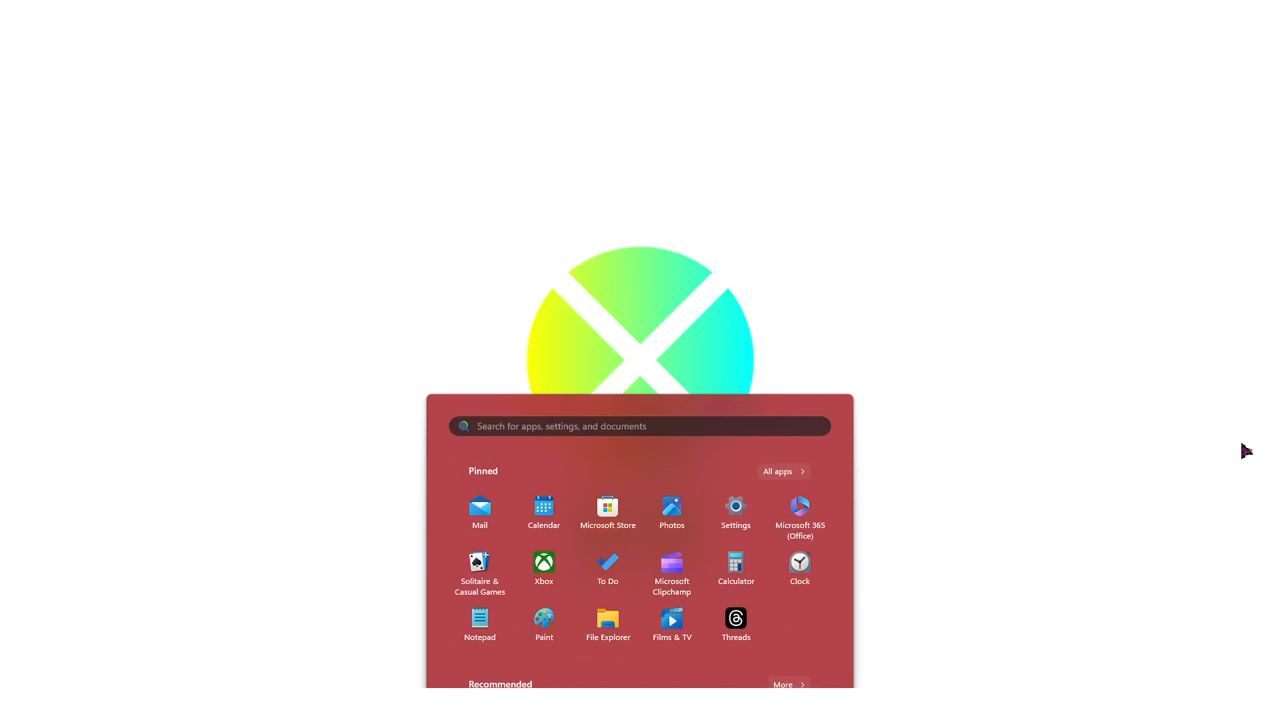 Search for apps, settings, and documents
Pinned
All apps
Mail
Calendar
Microsoft Store
Photos
Settings
Microsoft 365
(Office)
Solitaire &
Casual Games
Xbox
To Do
Microsoft
Clipchamp
Calculator
Clock
Notepad
Paint
File Explorer
Films & TV
Threads
Recommended
More